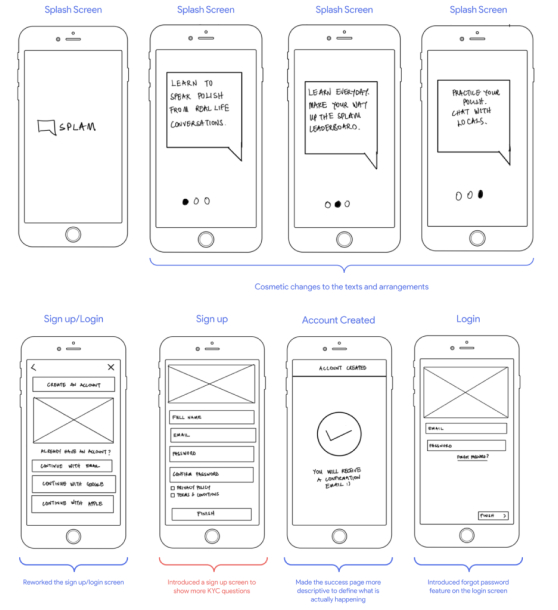 Splash Screen
Splash Screen
Splash Screen
Splash Screen
SPLAM
LEARN TO
SPEAK POLISH
FROM REAL LIFE
CONVERSATIONS.
LEARN EVERYDAY.
MAKE YOUR WAY
UP THE SPLAM
LEADERBOARD.
PRACTICE YOUR
POLISH.
CHAT WITH
LOCALS.
Cosmetic changes to the texts and arrangements
Sign up/Login
CREATE AN ACCOUNT
ALREADY HAVE AN ACCOUNT?
CONTINUE WITH EMAIL
CONTINUE WITH GOOGLE
CONTINUE WITH APPLE
Reworked the sign up/login screen
Sign up
FULL NAME
EMAIL
PASSWORD
CONFIRM PASSWORD
PRIVACY POLICY
TERMS & CONDITIONS
FINISH
Introduced a sign up screen to
show more KYC questions
Account Created
ACCOUNT CREATED
YOU WILL RECEIVE
A CONFIRMATION
EMAIL :)
Made the success page more
descriptive to define what is
actually happening
Login
EMAIL
PASSWORD
FORGOT PASSWORD?
FINISH >
Introduced forgot password
feature on the login screen